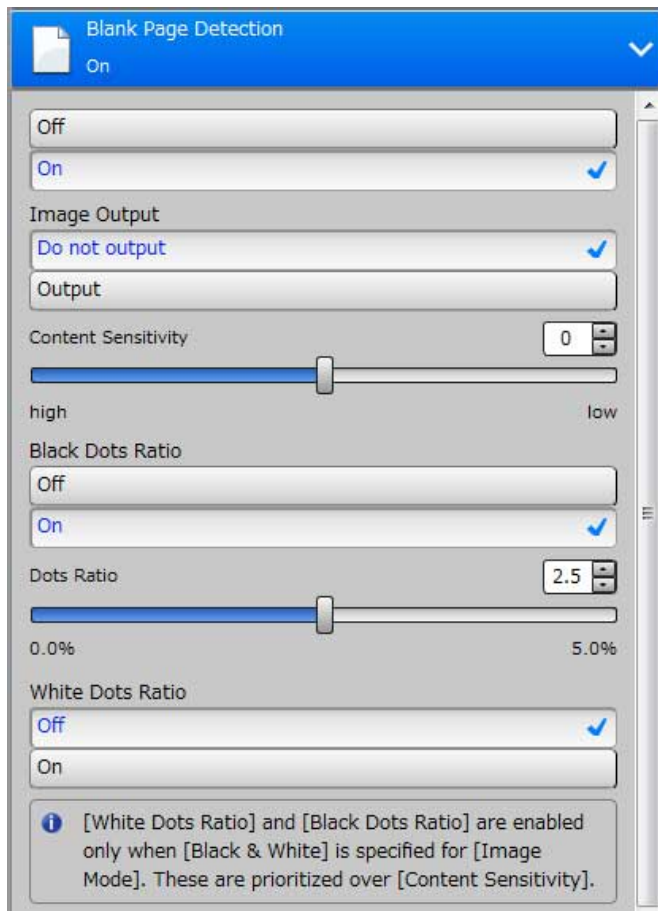 Blank Page Detection
On
Off
On
Image Output
Do not output
Output
Content Sensitivity 0
high low
Black Dots Ratio
Off
On
Dots Ratio 2.5
0.0% 5.0%
White Dots Ratio
Off
On
[White Dots Ratio] and [Black Dots Ratio] are enabled
only when [Black & White] is specified for [Image
Mode]. These are prioritized over [Content Sensitivity].